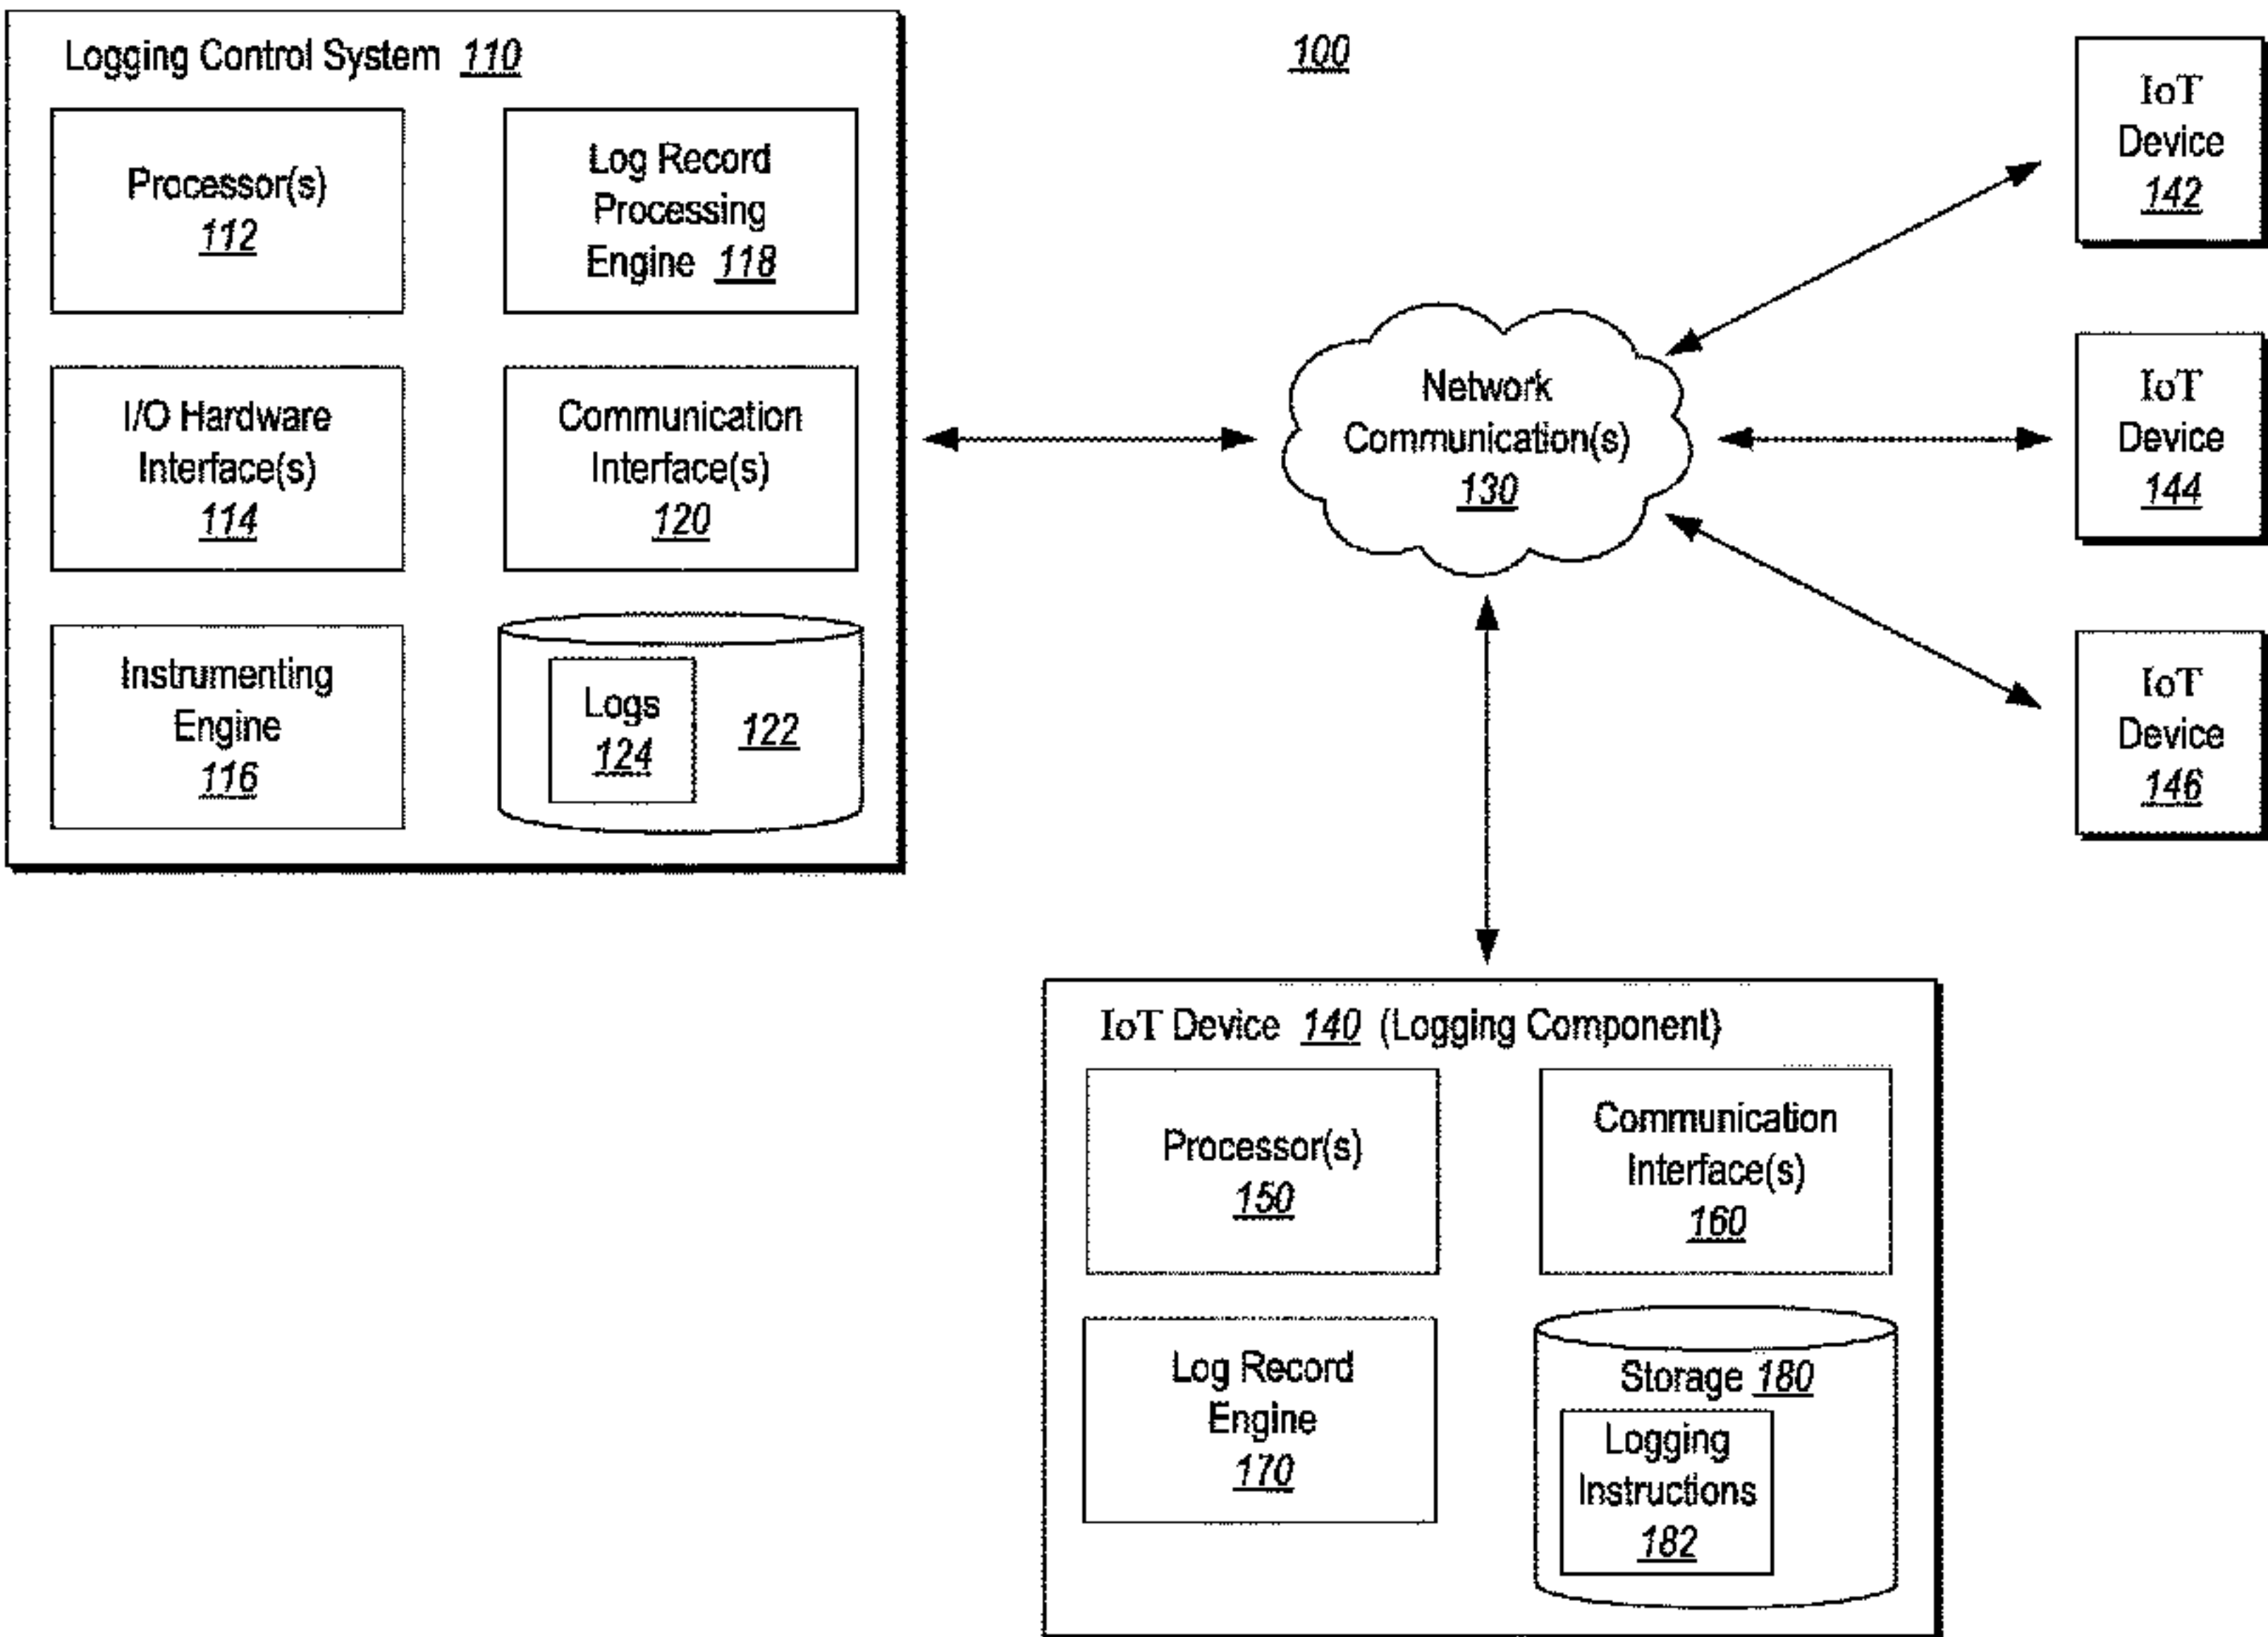 Logging Control System 110
Processor(s)
112
Log Record
Processing
Engine 118
I/O Hardware
Interface(s)
114
Communication
Interface(s)
120
Instrumenting
Engine
116
Logs
124
122
100
Network
Communication(s)
130
IoT
Device
142
IoT
Device
144
IoT
Device
146
IoT Device 140 (Logging Component)
Processor(s)
150
Communication
Interface(s)
160
Log Record
Engine
170
Storage 180
Logging
Instructions
182